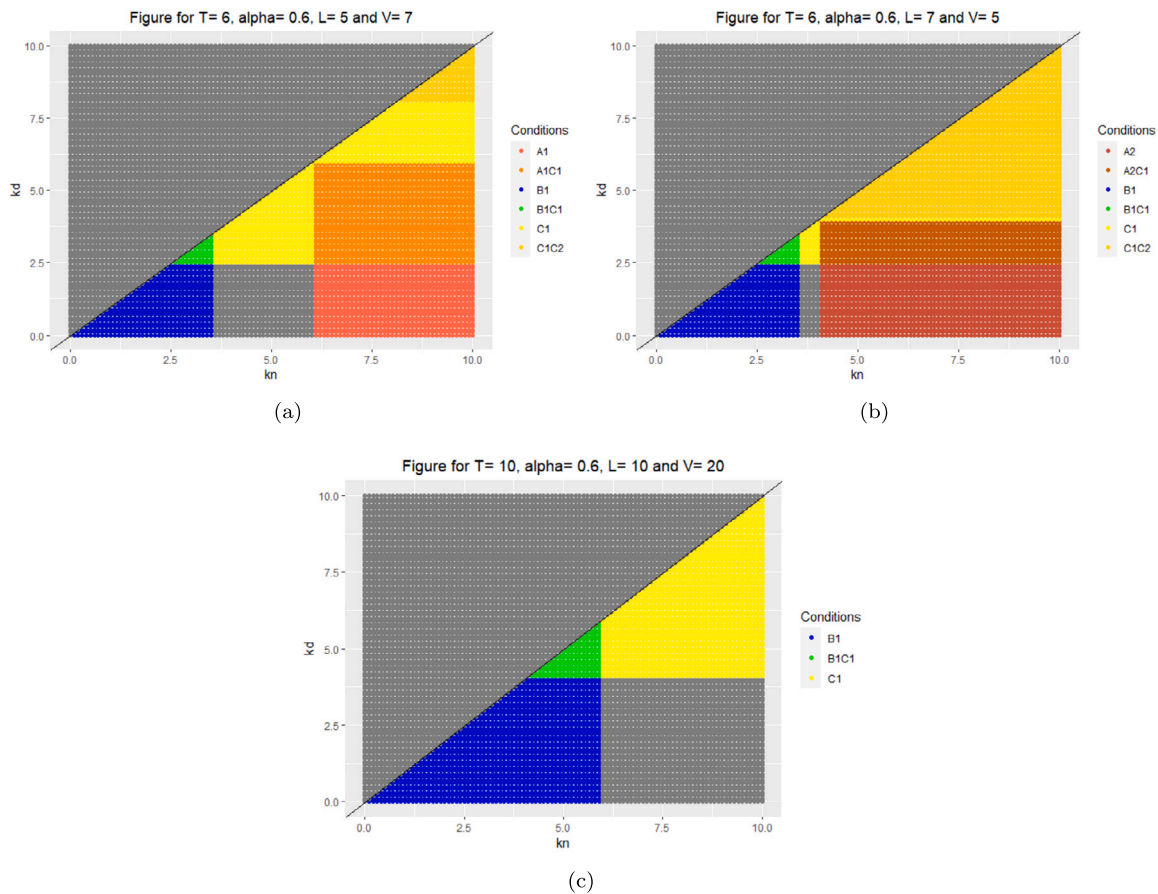 Figure for T= 6, alpha= 0.6, L= 5 and V= 7
10.0
7.5
5.0
2.5
0.0
kd
0.0 2.5 5.0 7.5 10.0
kn
Conditions
A1
A1C1
B1
B1C1
C1
C1C2
(a)
Figure for T= 6, alpha= 0.6, L= 7 and V= 5
10.0
7.5
5.0
2.5
0.0
kd
0.0 2.5 5.0 7.5 10.0
kn
Conditions
A2
A2C1
B1
B1C1
C1
C1C2
(b)
Figure for T= 10, alpha= 0.6, L= 10 and V= 20
10.0
7.5
5.0
2.5
0.0
kd
0.0 2.5 5.0 7.5 10.0
kn
Conditions
B1
B1C1
C1
(c)